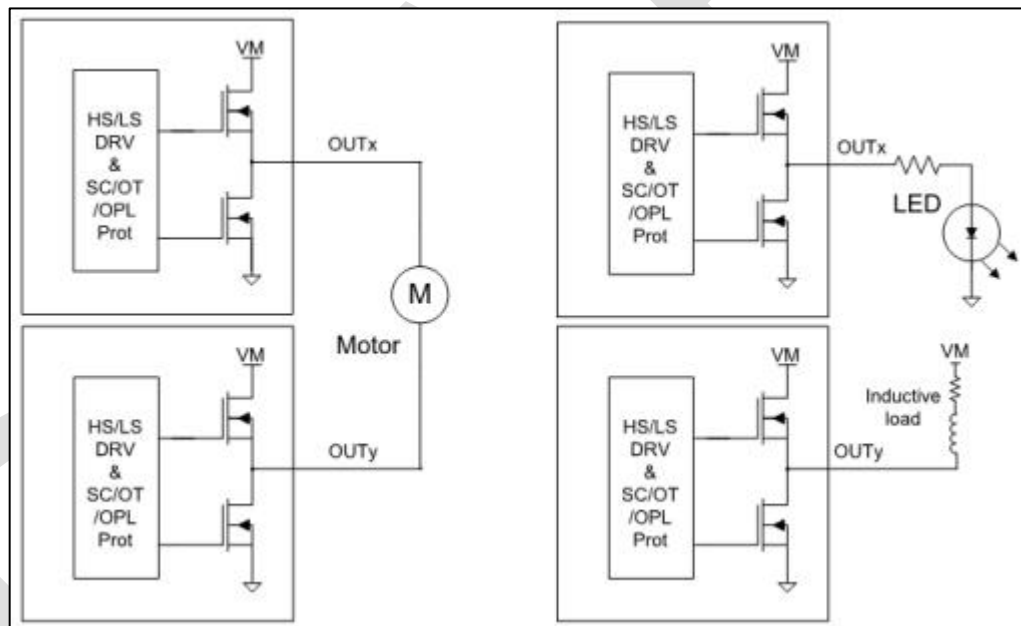 VM
HS/LS
DRV
&
SC/OT
/OPL
Prot
OUTx
M
Motor
VM
HS/LS
DRV
&
SC/OT
/OPL
Prot
OUTy
VM
HS/LS
DRV
&
SC/OT
/OPL
Prot
OUTx
LED
VM
HS/LS
DRV
&
SC/OT
/OPL
Prot
OUTy
VM
Inductive
load